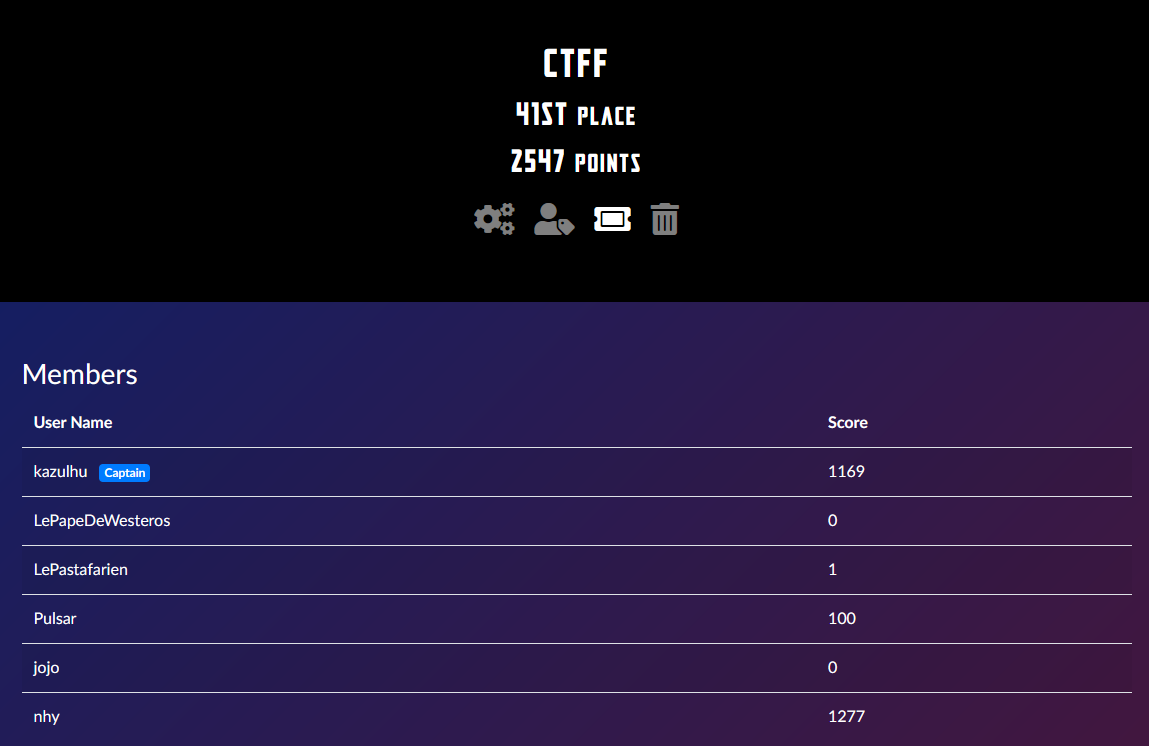 CTFF
41ST PLACE
2547 POINTS
Members
User Name Score
kazulhu Captain 1169
LePapeDeWesteros 0
LePastafarien 1
Pulsar 100
jojo 0
nhy 1277